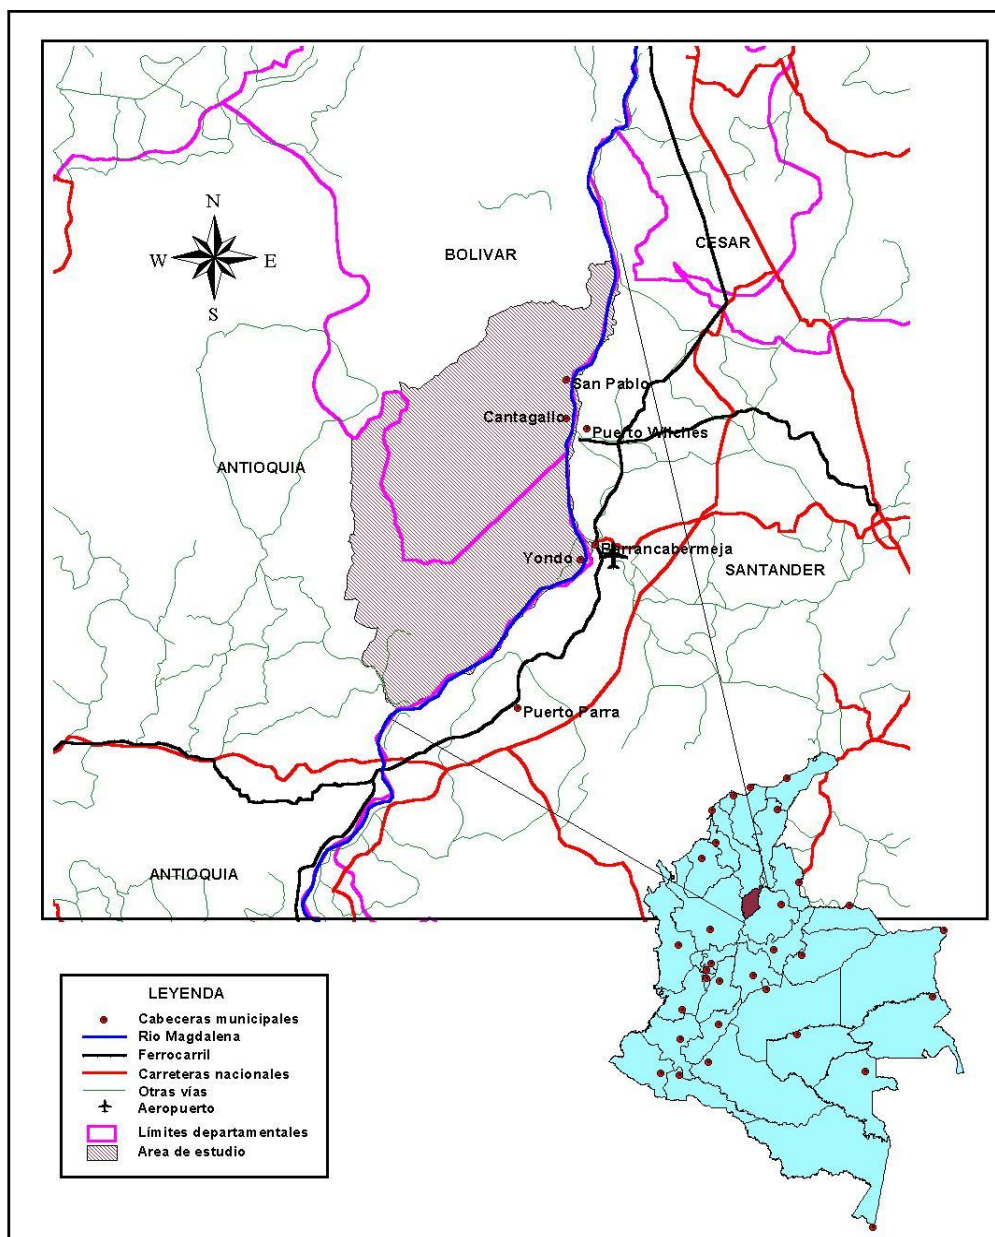 N
W E
S
BOLIVAR
CESAR
San Pablo
Cantagallo
Puerto Wilches
ANTIOQUIA
Barrancabermeja
Yondo
SANTANDER
Puerto Parra
ANTIOQUIA
LEYENDA
Cabeceras municipales
Rio Magdalena
Ferrocarril
Carreteras nacionales
Otras vías
Aeropuerto
Límites departamentales
Area de estudio